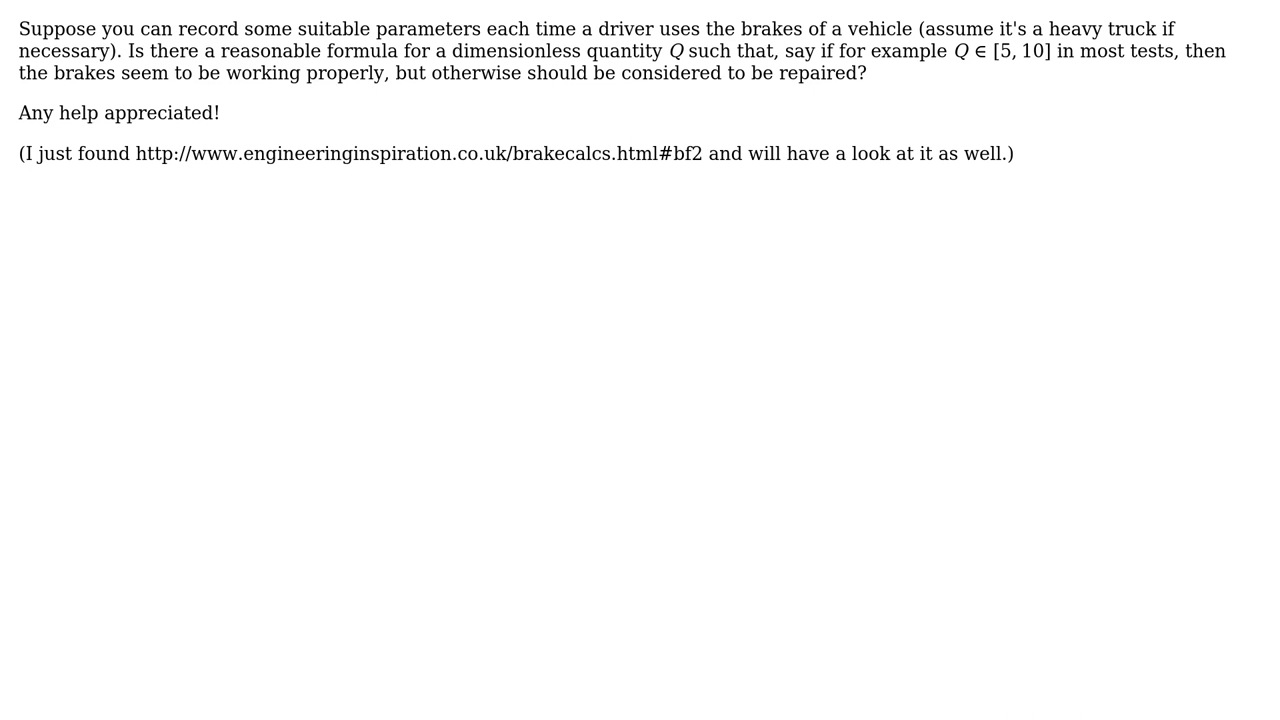 Suppose you can record some suitable parameters each time a driver uses the brakes of a vehicle (assume it's a heavy truck if
necessary). Is there a reasonable formula for a dimensionless quantity Q such that, say if for example Q ∈ [5, 10] in most tests, then
the brakes seem to be working properly, but otherwise should be considered to be repaired?
Any help appreciated!
(I just found http://www.engineeringinspiration.co.uk/brakecalcs.html#bf2 and will have a look at it as well.)